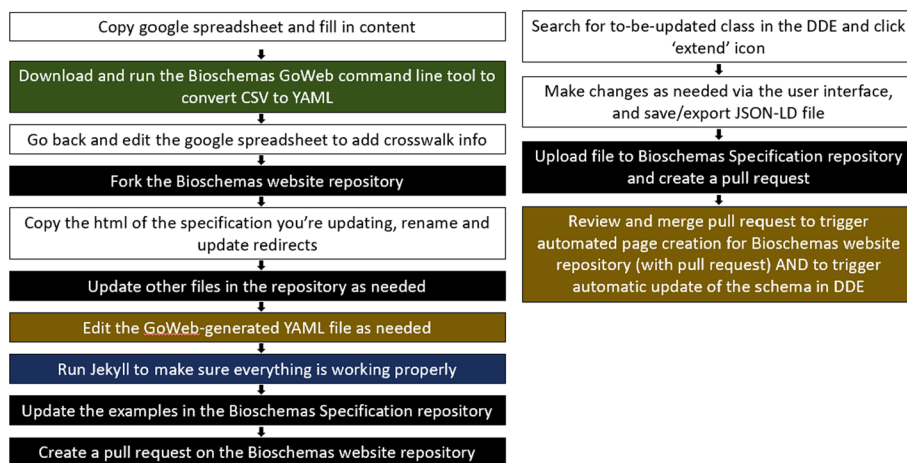 Copy google spreadsheet and fill in content
Download and run the Bioschemas GoWeb command line tool to
convert CSV to YAML
Go back and edit the google spreadsheet to add crosswalk info
Fork the Bioschemas website repository
Copy the html of the specification you're updating, rename and
update redirects
Update other files in the repository as needed
Edit the GoWeb-generated YAML file as needed
Run Jekyll to make sure everything is working properly
Update the examples in the Bioschemas Specification repository
Create a pull request on the Bioschemas website repository
Search for to-be-updated class in the DDE and click
‘extend’ icon
Make changes as needed via the user interface,
and save/export JSON-LD file
Upload file to Bioschemas Specification repository
and create a pull request
Review and merge pull request to trigger
automated page creation for Bioschemas website
repository (with pull request) AND to trigger
automatic update of the schema in DDE